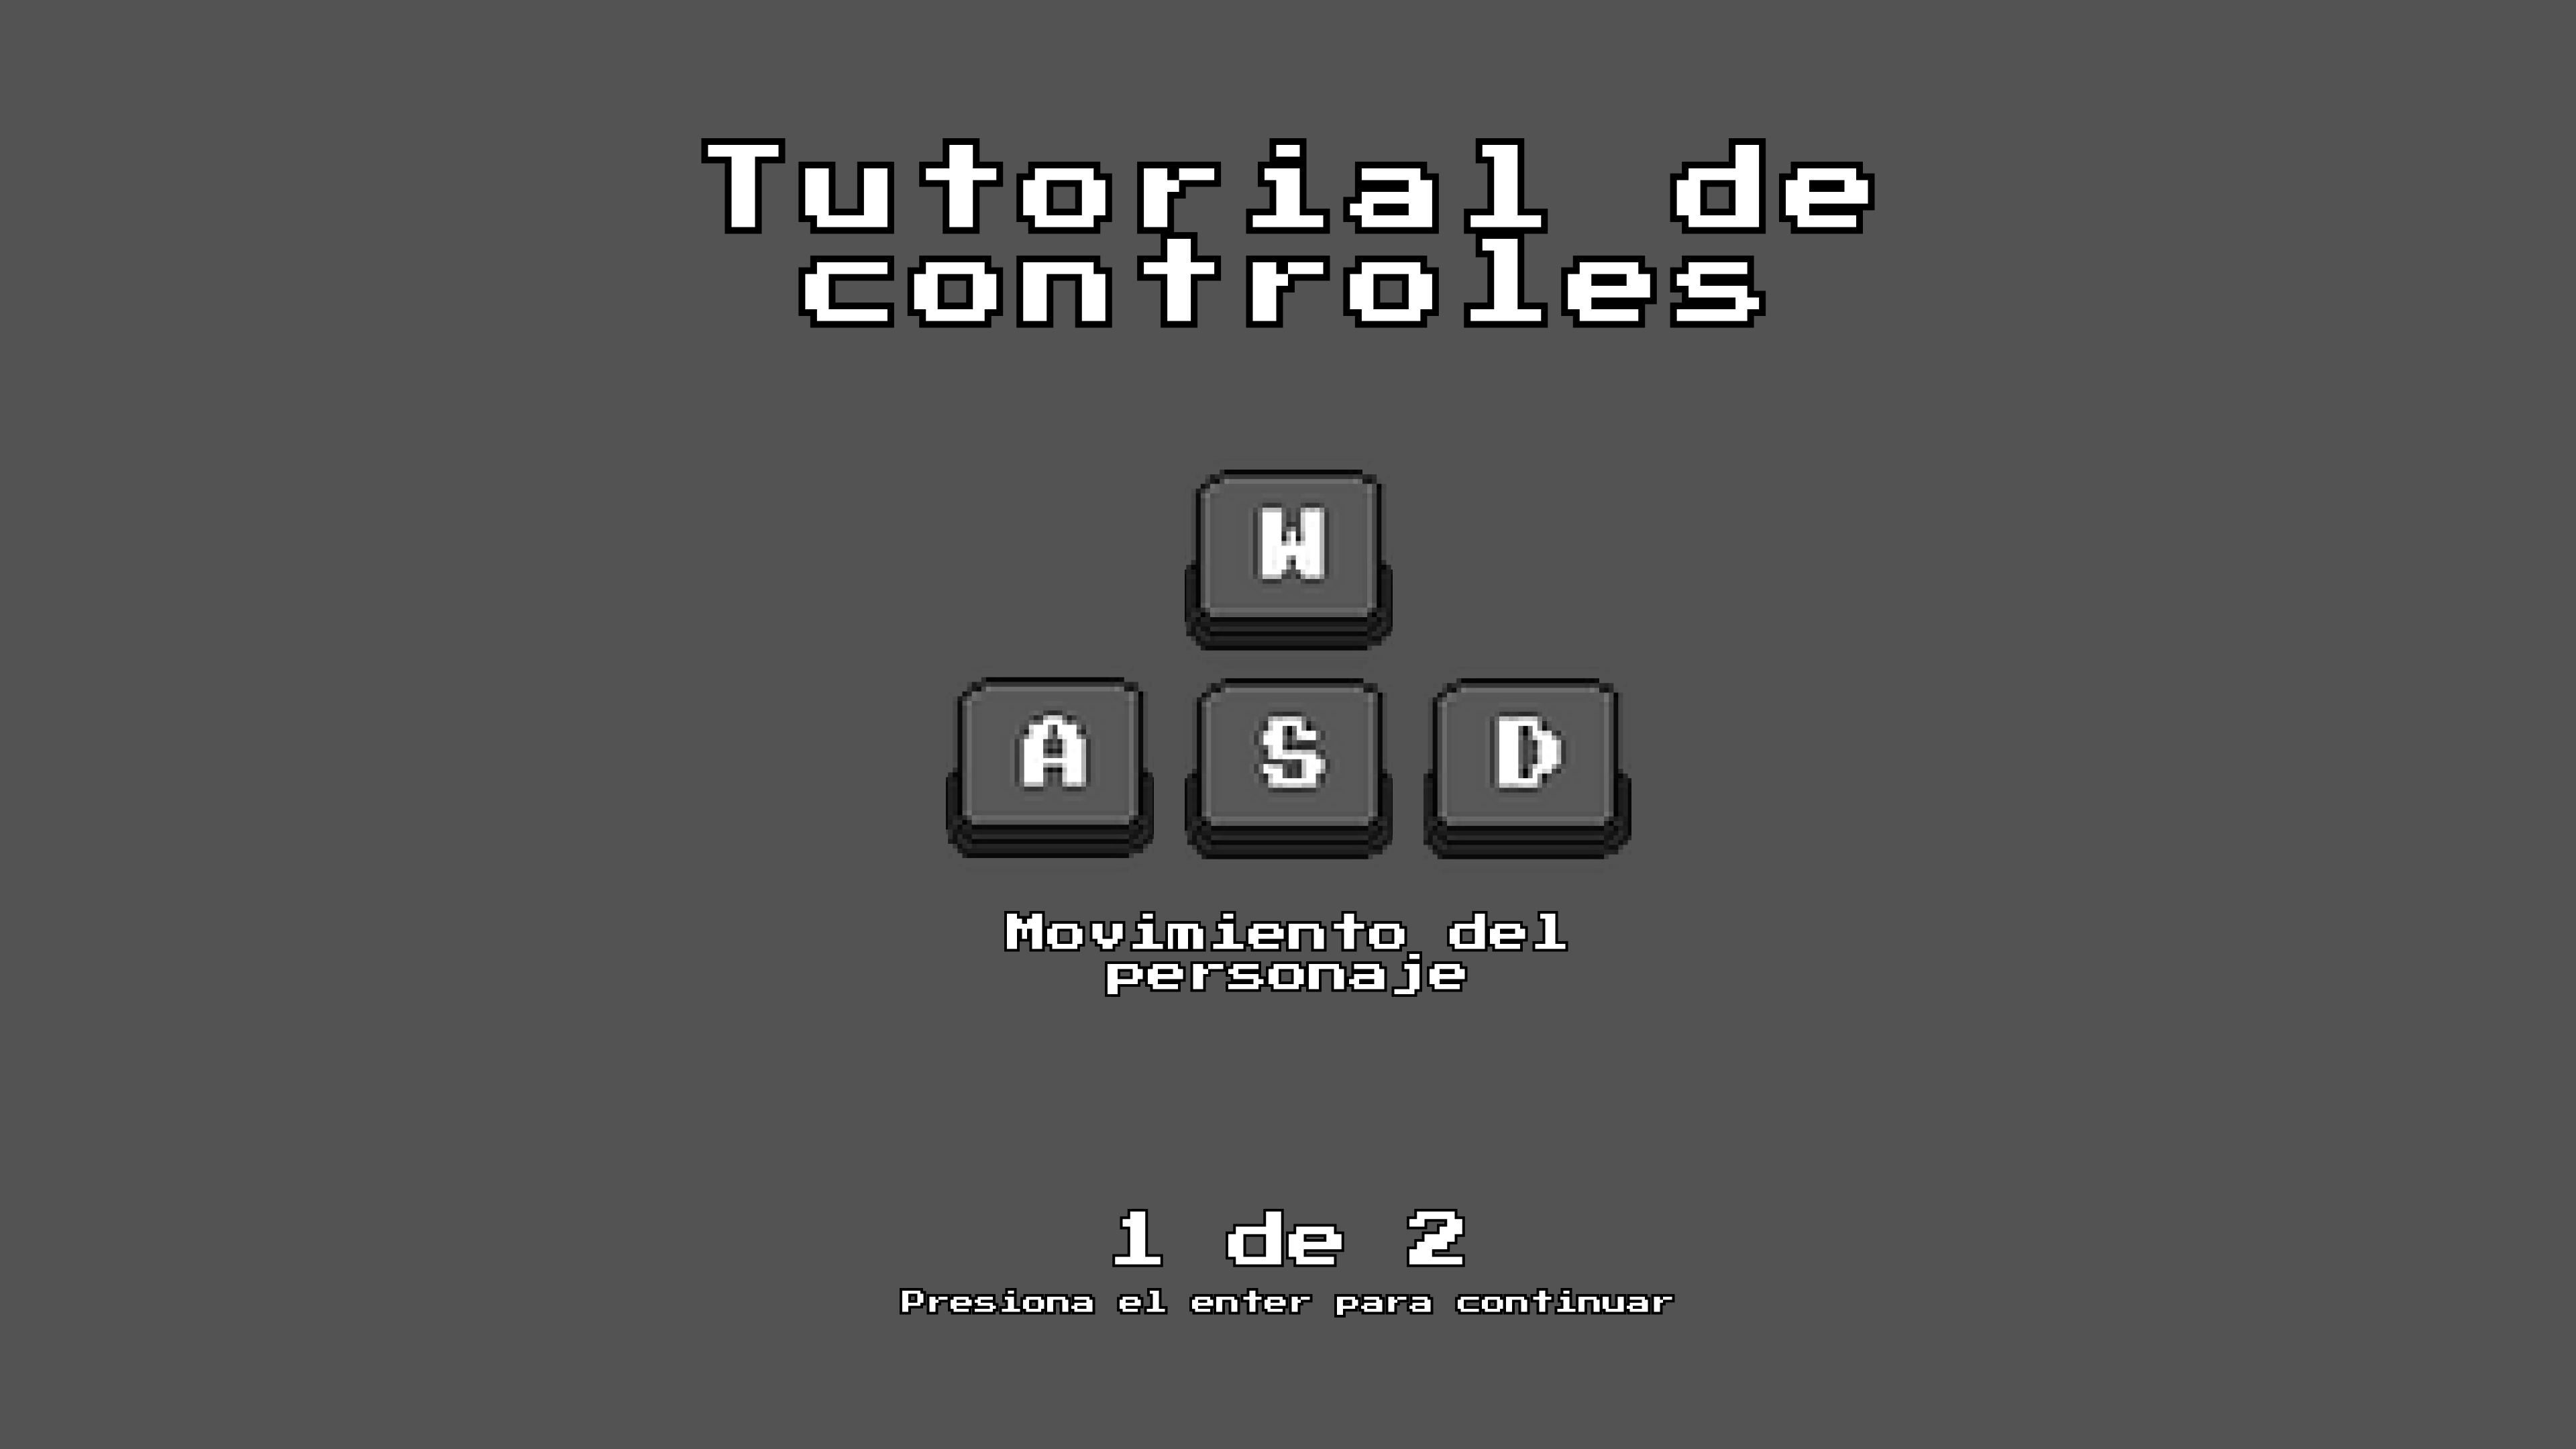 Tutorial de
controles
W
A S D
Movimiento del
personaje
1 de 2
Presiona el enter para continuar